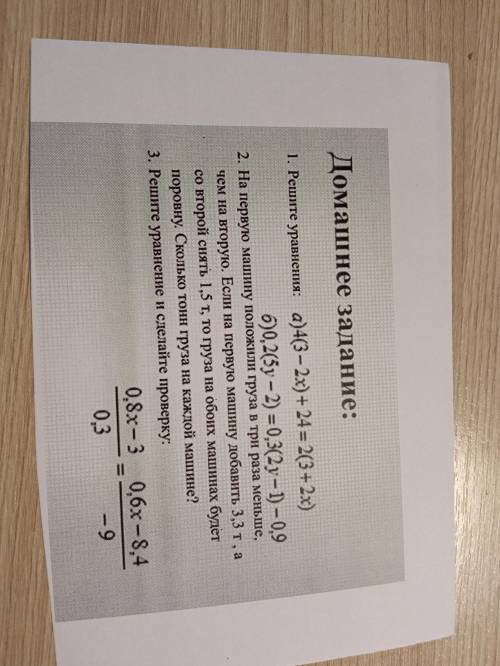 Домашнее задание:
1. Решите уравнения: а)4(3 − 2x) + 24 = 2(3 + 2x)
б)0,2(5y − 2) = 0,3(2y − 1) − 0,9
2. На первую машину положили груза в три раза меньше,
чем на вторую. Если на первую машину добавить 3,3 т , а
со второй снять 1,5 т, то груза на обоих машинах будет
поровну. Сколько тонн груза на каждой машине?
3. Решите уравнение и сделайте проверку:
0,8x − 3 / 0,3 = 0,6x − 8,4 / − 9